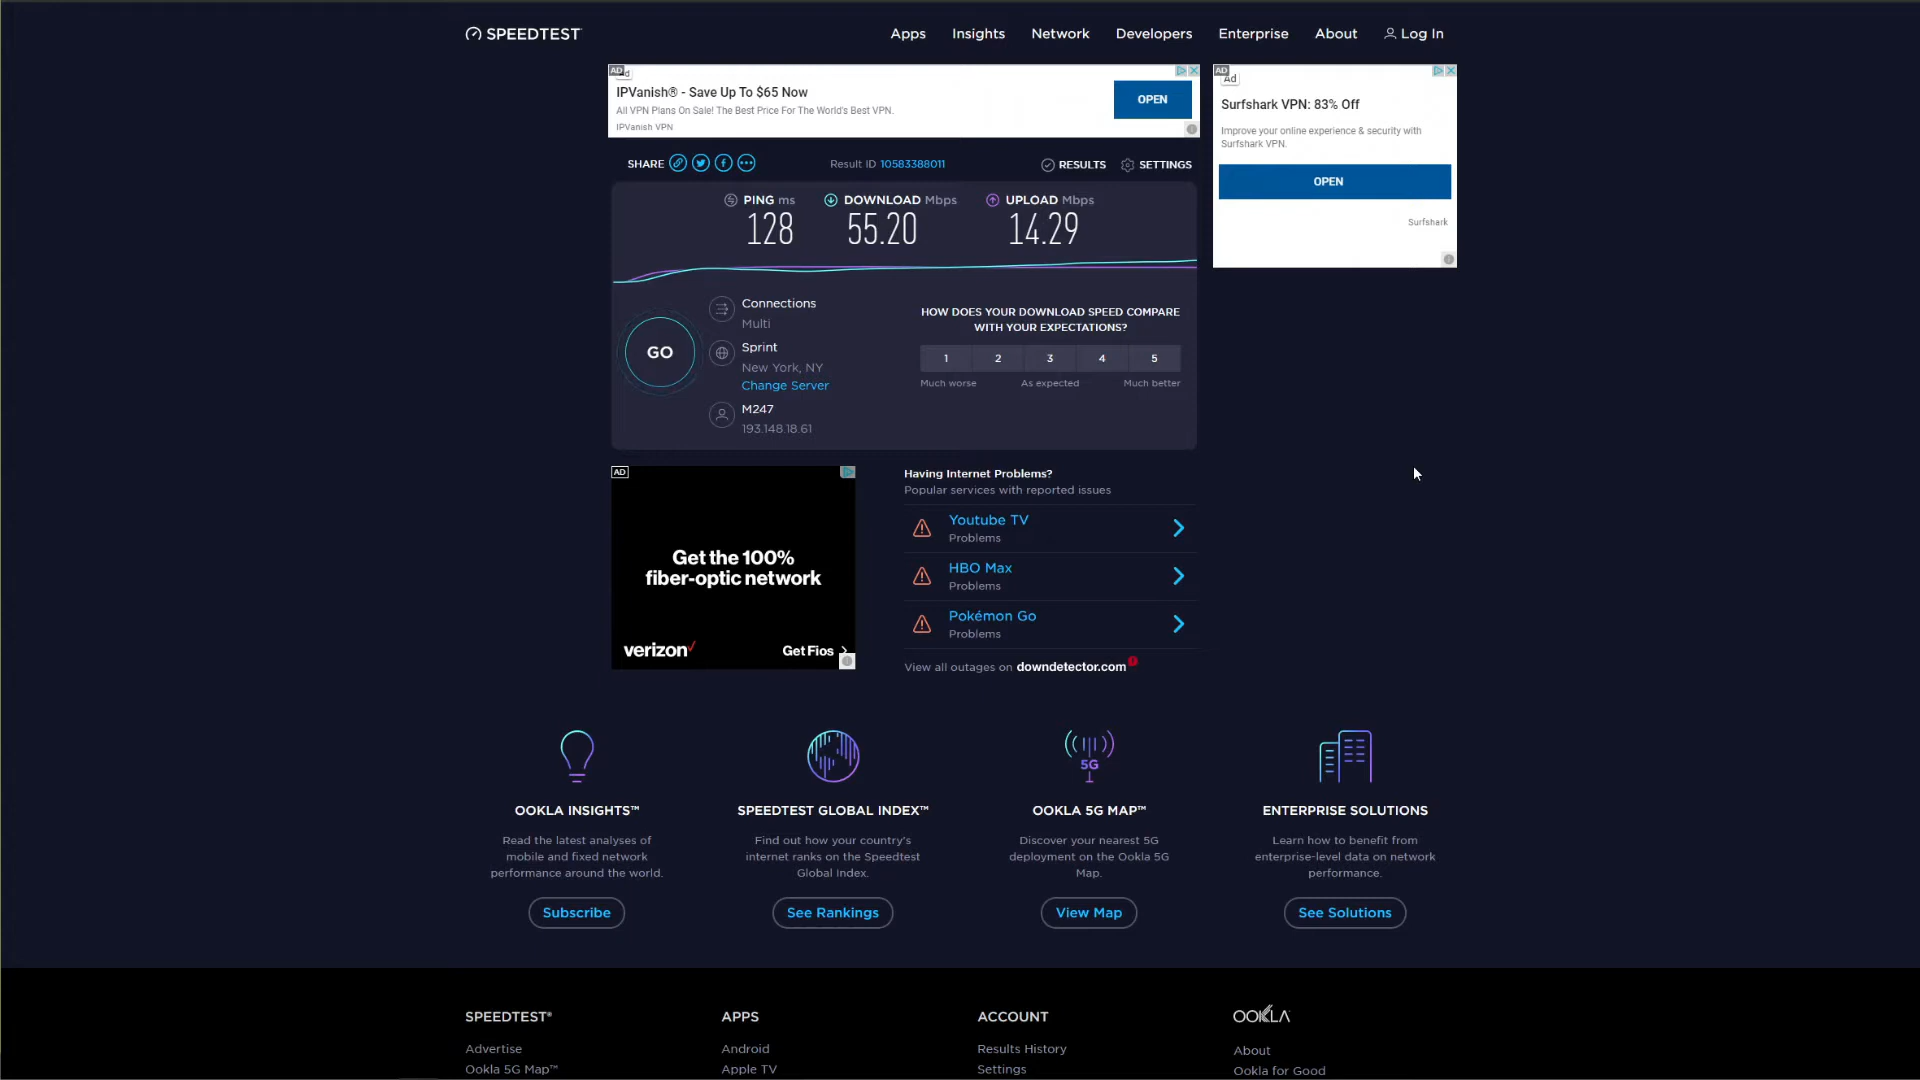 SPEEDTEST
Apps
Insights
Network
Developers
Enterprise
About
Log In
AD
Ad
IPVanish® - Save Up To $65 Now
All VPN Plans On Sale! The Best Price For The World's Best VPN.
IPVanish VPN
OPEN
AD
Ad
Surfshark VPN: 83% Off
Improve your online experience & security with
Surfshark VPN.
OPEN
Surfshark
SHARE
Result ID 10583388011
RESULTS
SETTINGS
PING ms
128
DOWNLOAD Mbps
55.20
UPLOAD Mbps
14.29
GO
Connections
Multi
Sprint
New York, NY
Change Server
M247
193.148.18.61
HOW DOES YOUR DOWNLOAD SPEED COMPARE
WITH YOUR EXPECTATIONS?
1 2 3 4 5
Much worse
As expected
Much better
AD
Get the 100%
fiber-optic network
verizon
Get Fios
Having Internet Problems?
Popular services with reported issues
Youtube TV
Problems
HBO Max
Problems
Pokémon Go
Problems
View all outages on downdetector.com
5G
OOKLA INSIGHTS™
Read the latest analyses of
mobile and fixed network
performance around the world.
Subscribe
SPEEDTEST GLOBAL INDEX™
Find out how your country's
internet ranks on the Speedtest
Global Index.
See Rankings
OOKLA 5G MAP™
Discover your nearest 5G
deployment on the Ookla 5G
Map.
View Map
ENTERPRISE SOLUTIONS
Learn how to benefit from
enterprise-level data on network
performance.
See Solutions
SPEEDTEST®
Advertise
Ookla 5G Map™
APPS
Android
Apple TV
ACCOUNT
Results History
Settings
OOKLA
About
Ookla for Good